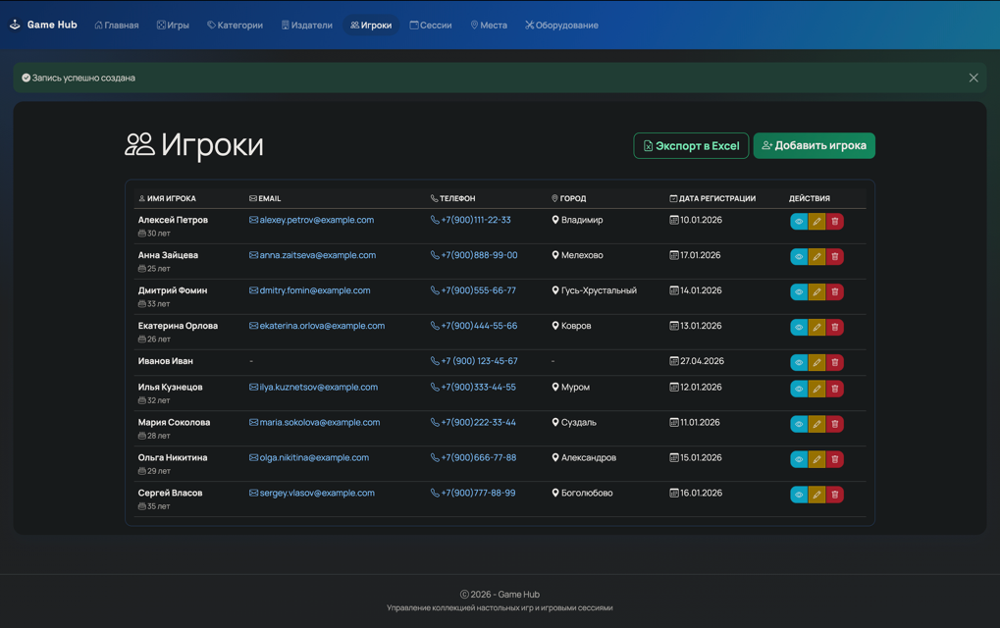 Game Hub Главная Игры Категории Издатели Игроки Сессии Места Оборудование
Запись успешно создана
Игроки
Экспорт в Excel Добавить игрока
ИМЯ ИГРОКА EMAIL ТЕЛЕФОН ГОРОД ДАТА РЕГИСТРАЦИИ ДЕЙСТВИЯ
Алексей Петров alexey.petrov@example.com +7(900)111-22-33 Владимир 10.01.2026
30 лет
Анна Зайцева anna.zaitseva@example.com +7(900)888-99-00 Мелехово 17.01.2026
25 лет
Дмитрий Фомин dmitry.fomin@example.com +7(900)555-66-77 Гусь-Хрустальный 14.01.2026
33 лет
Екатерина Орлова ekaterina.orlova@example.com +7(900)444-55-66 Ковров 13.01.2026
26 лет
Иванов Иван - +7 (900) 123-45-67 - 27.04.2026
Илья Кузнецов ilya.kuznetsov@example.com +7(900)333-44-55 Муром 12.01.2026
32 лет
Мария Соколова maria.sokolova@example.com +7(900)222-33-44 Суздаль 11.01.2026
28 лет
Ольга Никитина olga.nikitina@example.com +7(900)666-77-88 Александров 15.01.2026
29 лет
Сергей Власов sergey.vlasov@example.com +7(900)777-88-99 Боголюбово 16.01.2026
35 лет
© 2026 - Game Hub
Управление коллекцией настольных игр и игровыми сессиями